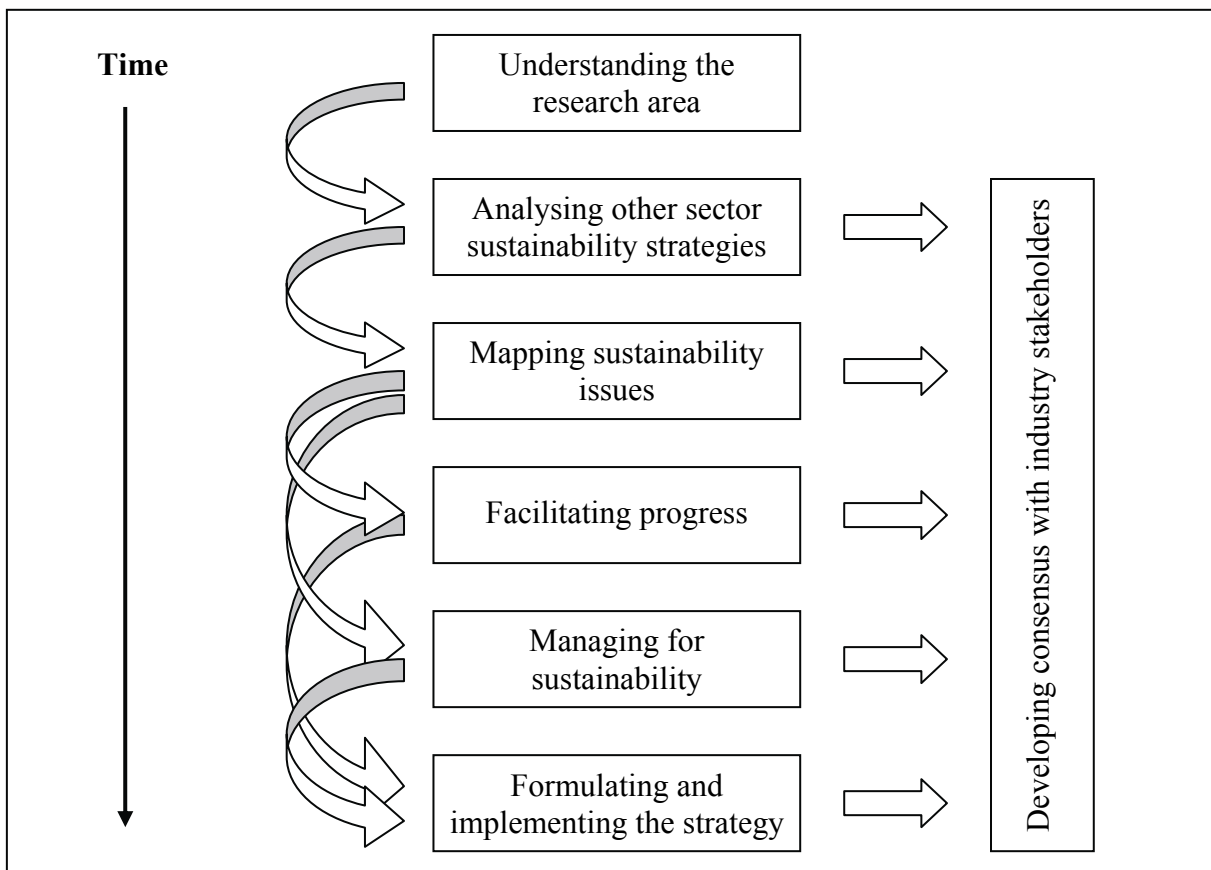 Time
Understanding the
research area
Analysing other sector
sustainability strategies
Mapping sustainability
issues
Facilitating progress
Managing for
sustainability
Formulating and
implementing the strategy
Developing consensus with industry stakeholders